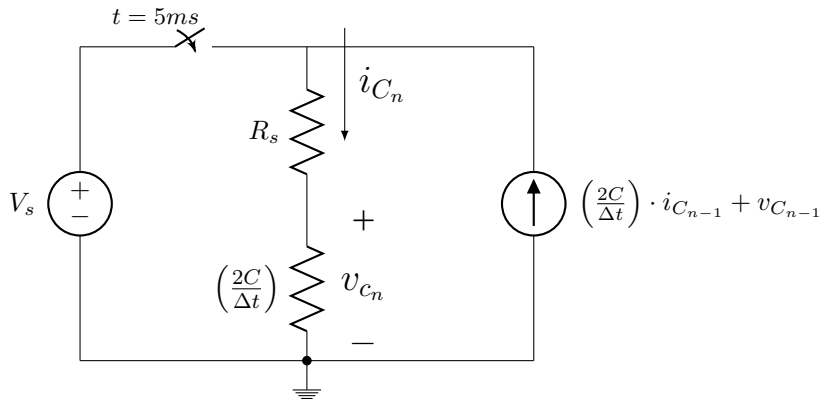 t = 5ms
i_{C_n}
R_s
V_s
+
−
(2C/Δt) · i_{C_{n−1}} + v_{C_{n−1}}
+
(2C/Δt)
v_{c_n}
−